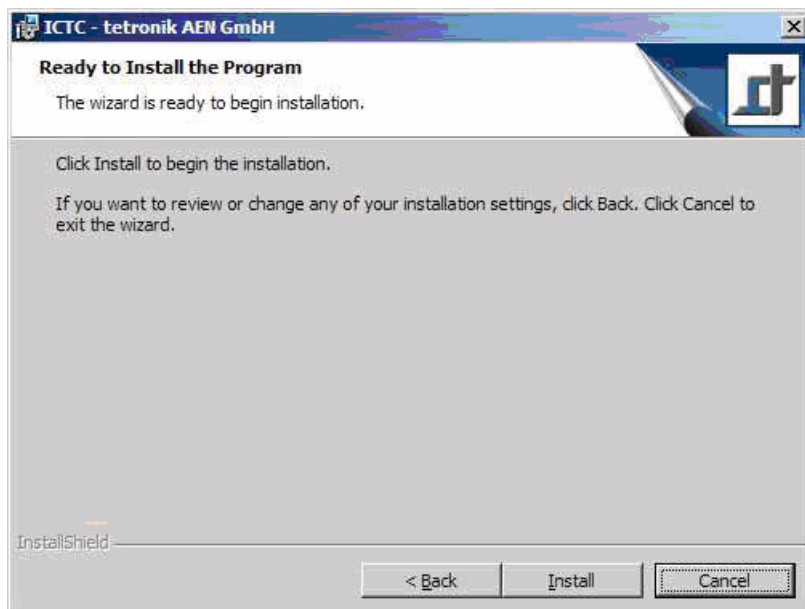 ICTC - tetronik AEN GmbH
Ready to Install the Program
The wizard is ready to begin installation.
Click Install to begin the installation.
If you want to review or change any of your installation settings, click Back. Click Cancel to
exit the wizard.
InstallShield
< Back
Install
Cancel